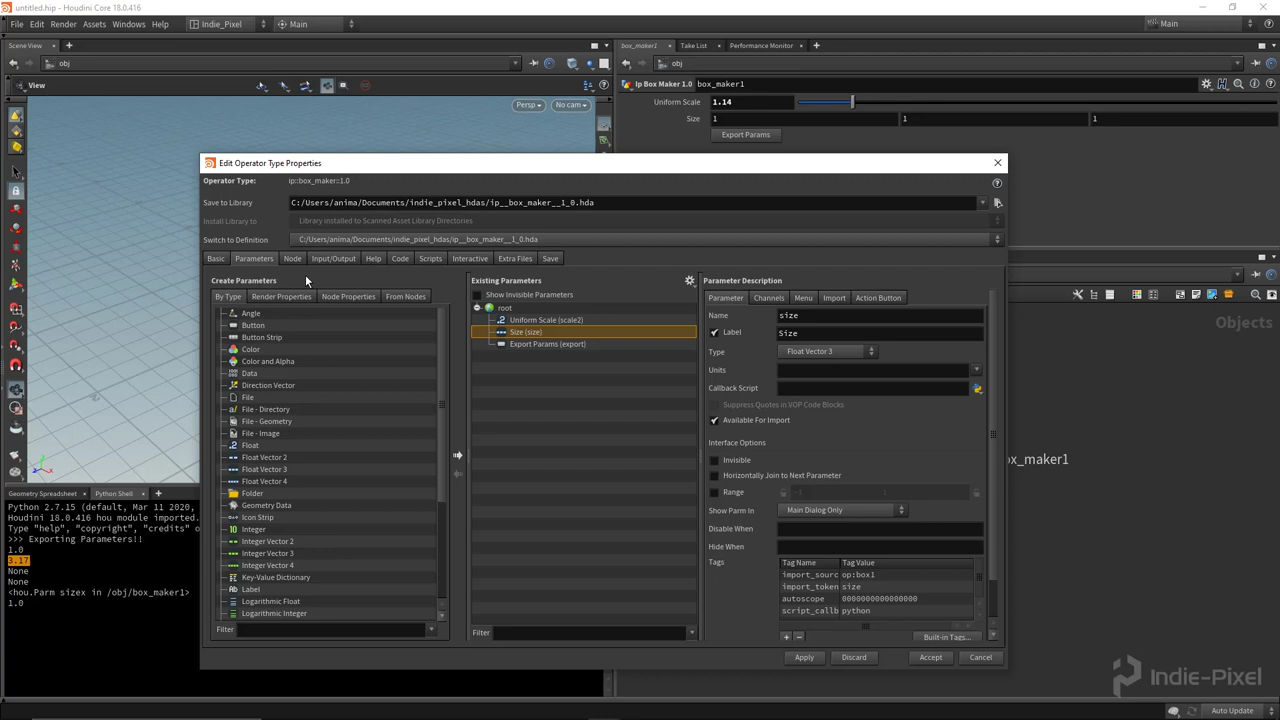 untitled.hip - Houdini Core 18.0.416
File Edit Render Assets Windows Help Indie_Pixel Main Main
Scene View box_maker1 Take List Performance Monitor
obj obj
View Ip Box Maker 1.0 box_maker1
Persp No cam Uniform Scale 1.14
Size 1 1 1
Export Params
Edit Operator Type Properties
Operator Type: ip::box_maker::1.0
Save to Library C:/Users/anima/Documents/indie_pixel_hdas/ip__box_maker__1_0.hda
Install Library to Library installed to Scanned Asset Library Directories
Switch to Definition C:/Users/anima/Documents/indie_pixel_hdas/ip__box_maker__1_0.hda
Basic Parameters Node Input/Output Help Code Scripts Interactive Extra Files Save
Create Parameters
By Type Render Properties Node Properties From Nodes
Angle
Button
Button Strip
Color
Color and Alpha
Data
Direction Vector
File
File - Directory
File - Geometry
File - Image
Float
Float Vector 2
Float Vector 3
Float Vector 4
Folder
Geometry Data
Icon Strip
Integer
Integer Vector 2
Integer Vector 3
Integer Vector 4
Key-Value Dictionary
Label
Logarithmic Float
Logarithmic Integer
Filter
Existing Parameters
Show Invisible Parameters
root
Uniform Scale (scale2)
Size (size)
Export Params (export)
Filter
Parameter Description
Parameter Channels Menu Import Action Button
Name size
Label Size
Type Float Vector 3
Units
Callback Script
Suppress Quotes in VOP Code Blocks
Available For Import
Interface Options
Invisible
Horizontally Join to Next Parameter
Range -1
Show Parm In Main Dialog Only
Disable When
Hide When
Tags Tag Name Tag Value
import_sourc op:box1
import_token size
autoscope 0000000000000000
script_callb python
+ - Built-in Tags...
Apply Discard Accept Cancel
Objects
ox_maker1
Geometry Spreadsheet Python Shell
Python 2.7.15 (default, Mar 11 2020,
Houdini 18.0.416 hou module imported.
Type "help", "copyright", "credits" o
>>> Exporting Parameters!!
1.0
3.17
None
None
<hou.Parm sizex in /obj/box_maker1>
1.0
Indie-Pixel
Auto Update